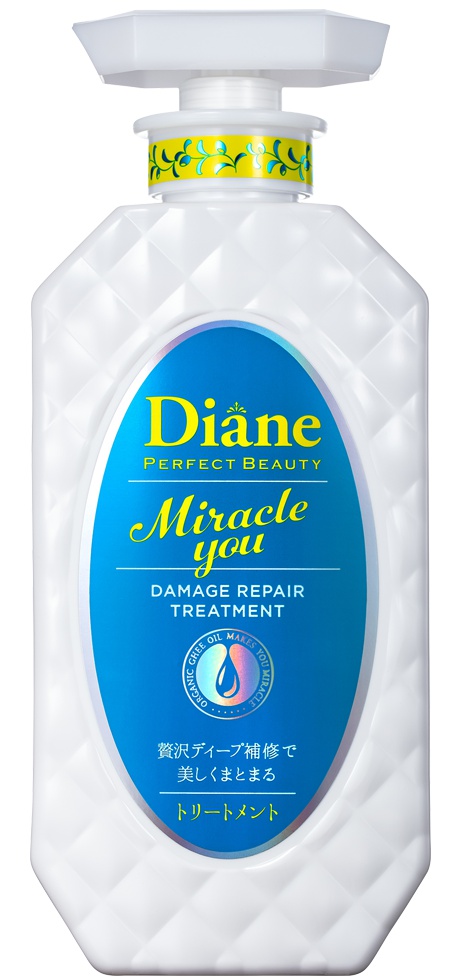 Diane
PERFECT BEAUTY
Miracle
you
DAMAGE REPAIR
TREATMENT
ORGANIC GHEE OIL MAKES YOU MIRACLE
贅沢ディープ補修で
美しくまとまる
トリートメント